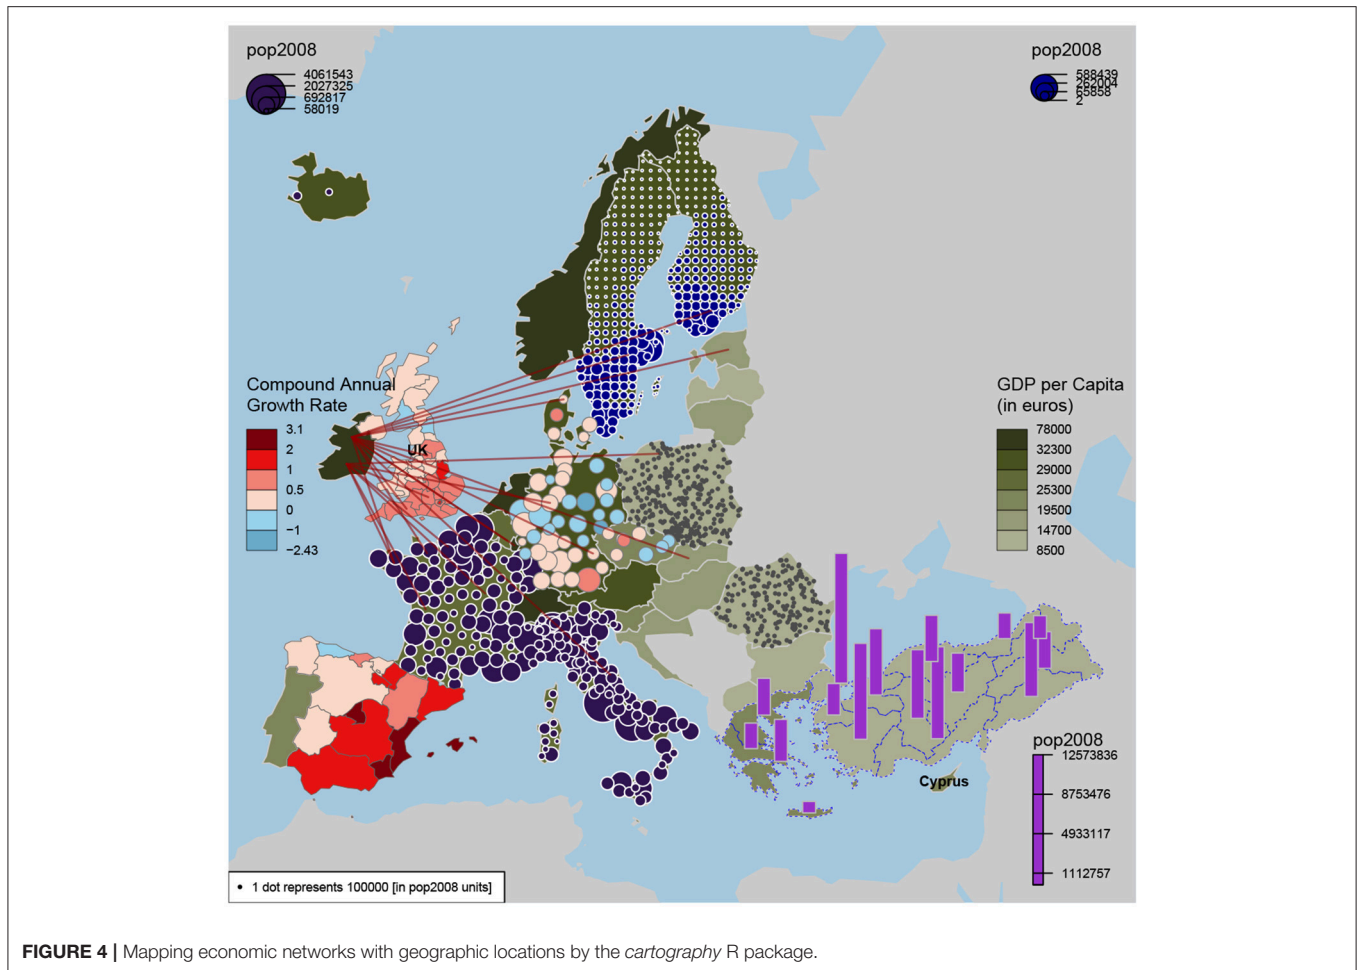 pop2008
4061543
2027325
692817
58019
pop2008
588439
262004
65858
2
Compound Annual
Growth Rate
3.1
2
1
0.5
0
−1
−2.43
UK
GDP per Capita
(in euros)
78000
32300
29000
25300
19500
14700
8500
Cyprus
pop2008
12573836
8753476
4933117
1112757
1 dot represents 100000 [in pop2008 units]
FIGURE 4 | Mapping economic networks with geographic locations by the cartography R package.